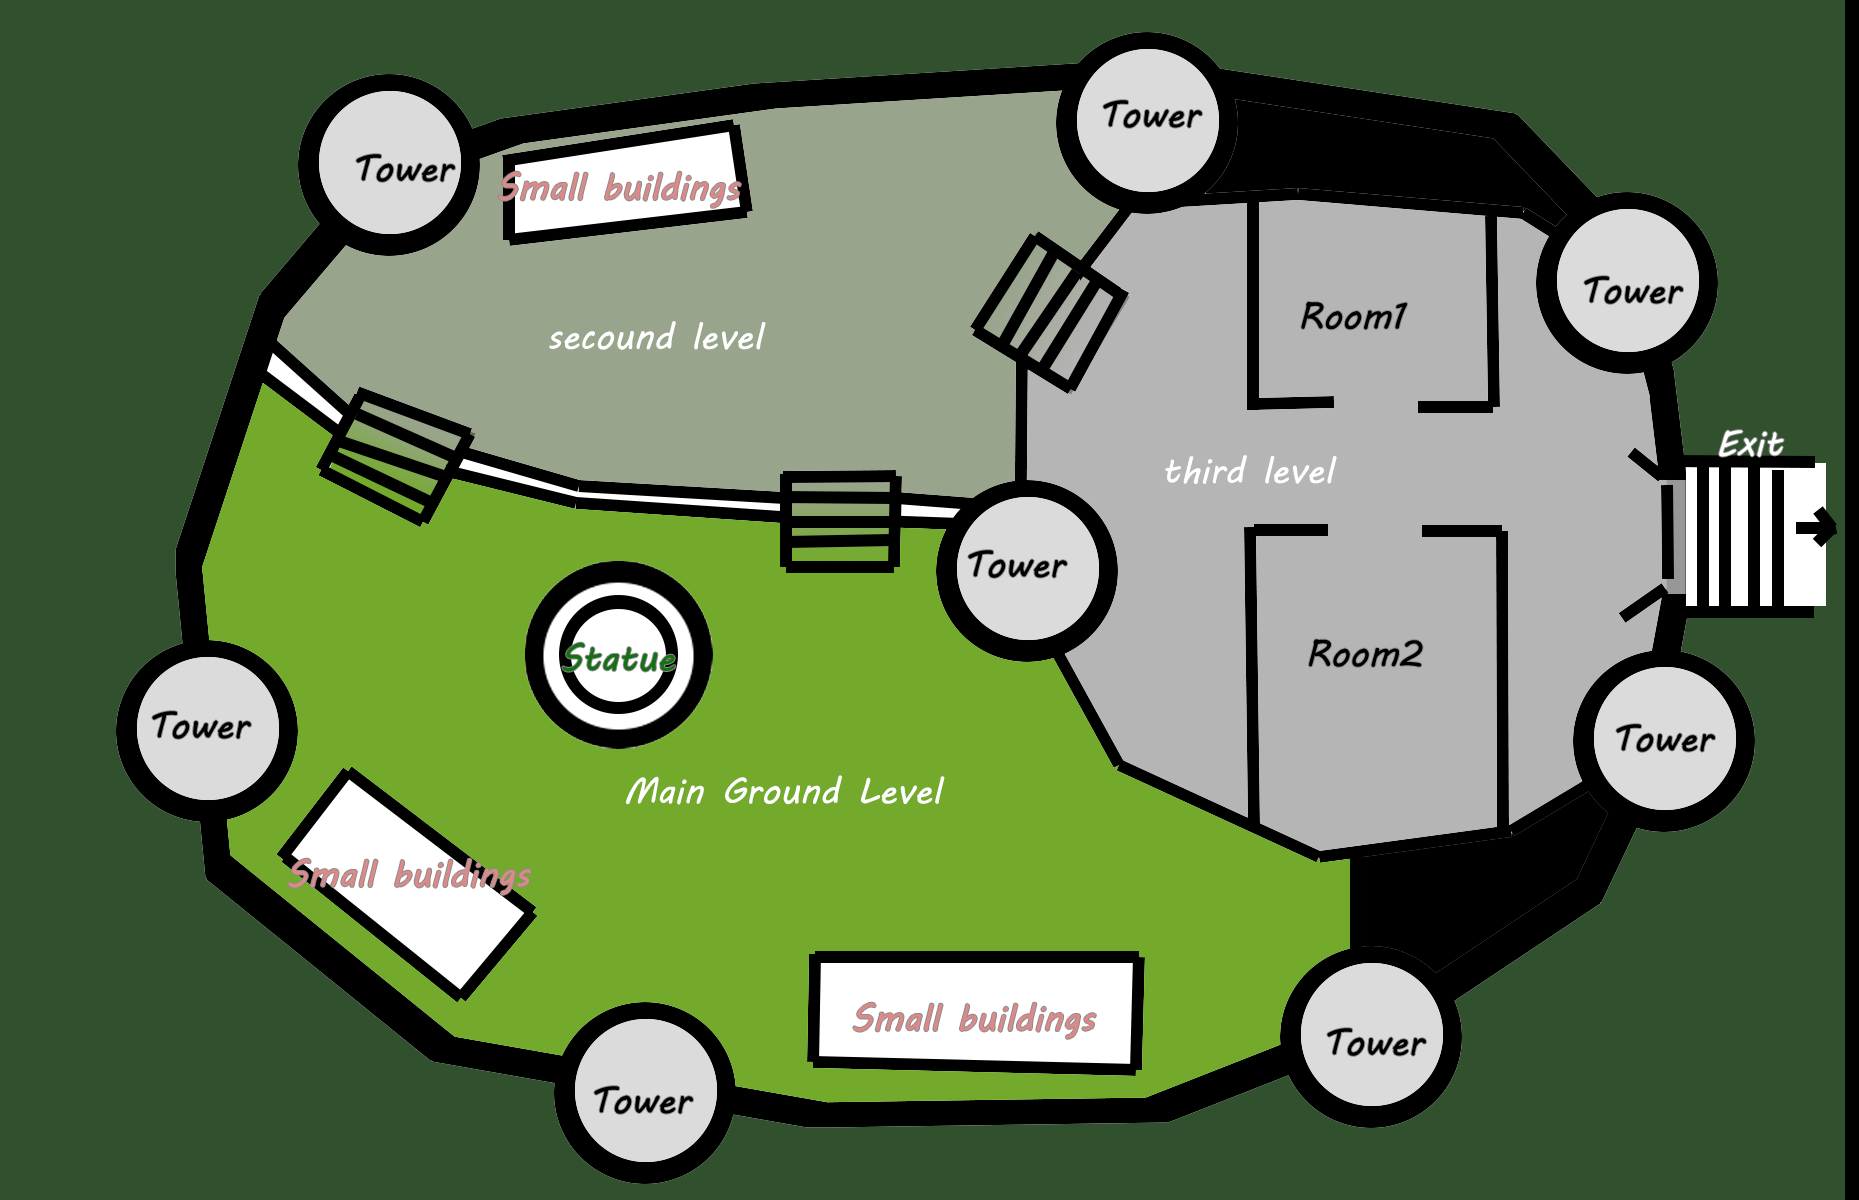 Tower
Tower
Small buildings
Tower
Room1
secound level
Exit
third level
Tower
Statue
Room2
Tower
Tower
Main Ground Level
Small buildings
Small buildings
Tower
Tower